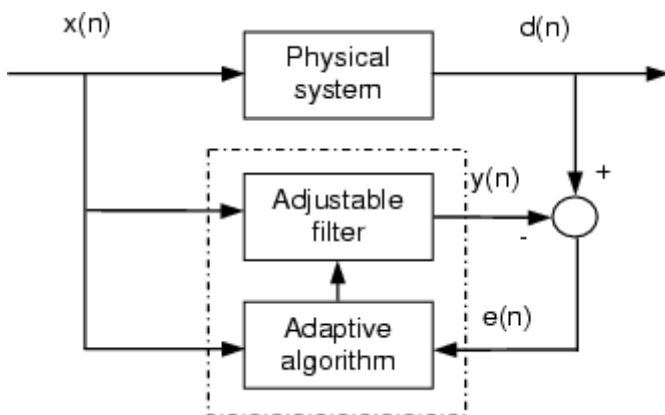 x(n)
d(n)
Physical
system
y(n)
+
Adjustable
filter
-
e(n)
Adaptive
algorithm